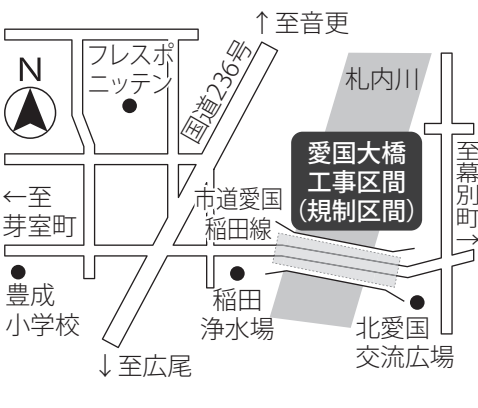 ↑至音更
フレスポ
ニッテン
N
国道236号
札内川
愛国大橋
工事区間
(規制区間)
至幕別町→
←至
芽室町
市道愛国
稲田線
豊成
小学校
稲田
浄水場
北愛国
交流広場
↓至広尾